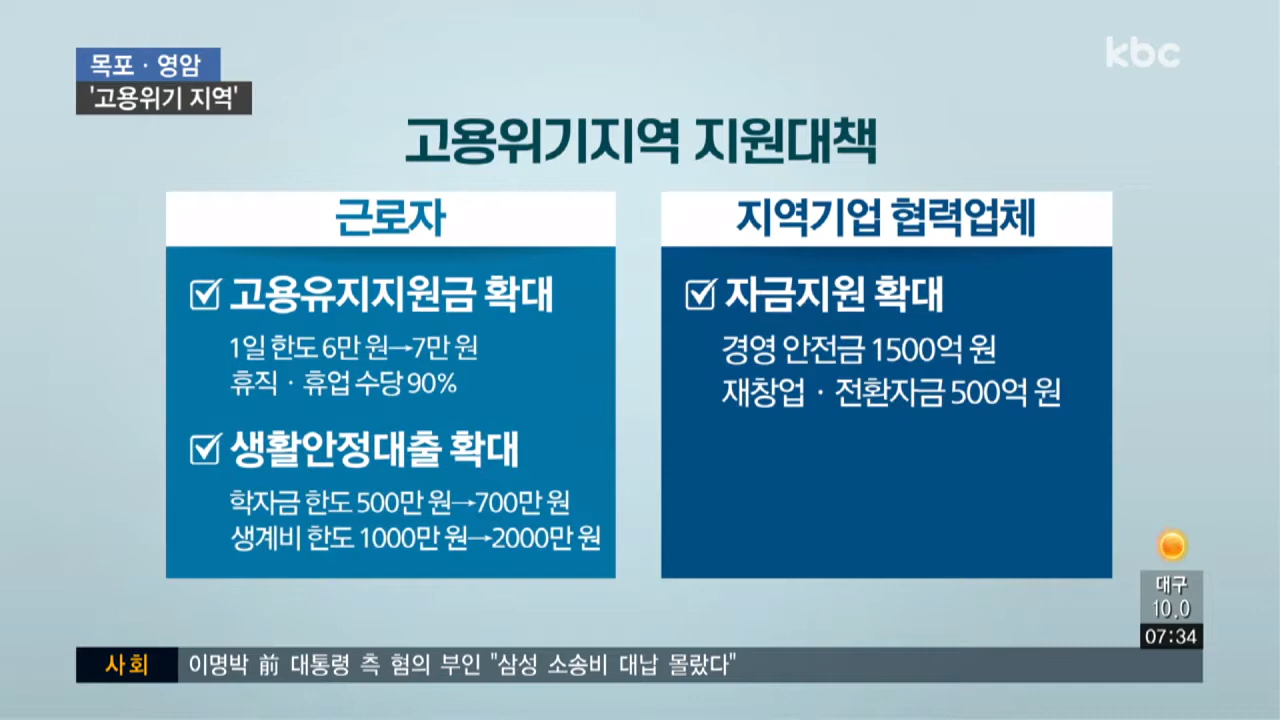 목포 · 영암
'고용위기 지역'
kbc
고용위기지역 지원대책
근로자
고용유지지원금 확대
1일 한도 6만 원→7만 원
휴직 · 휴업 수당 90%
생활안정대출 확대
학자금 한도 500만 원→700만 원
생계비 한도 1000만 원→2000만 원
지역기업 협력업체
자금지원 확대
경영 안전금 1500억 원
재창업 · 전환자금 500억 원
대구
10.0
07:34
사회
이명박 前 대통령 측 혐의 부인 "삼성 소송비 대납 몰랐다"